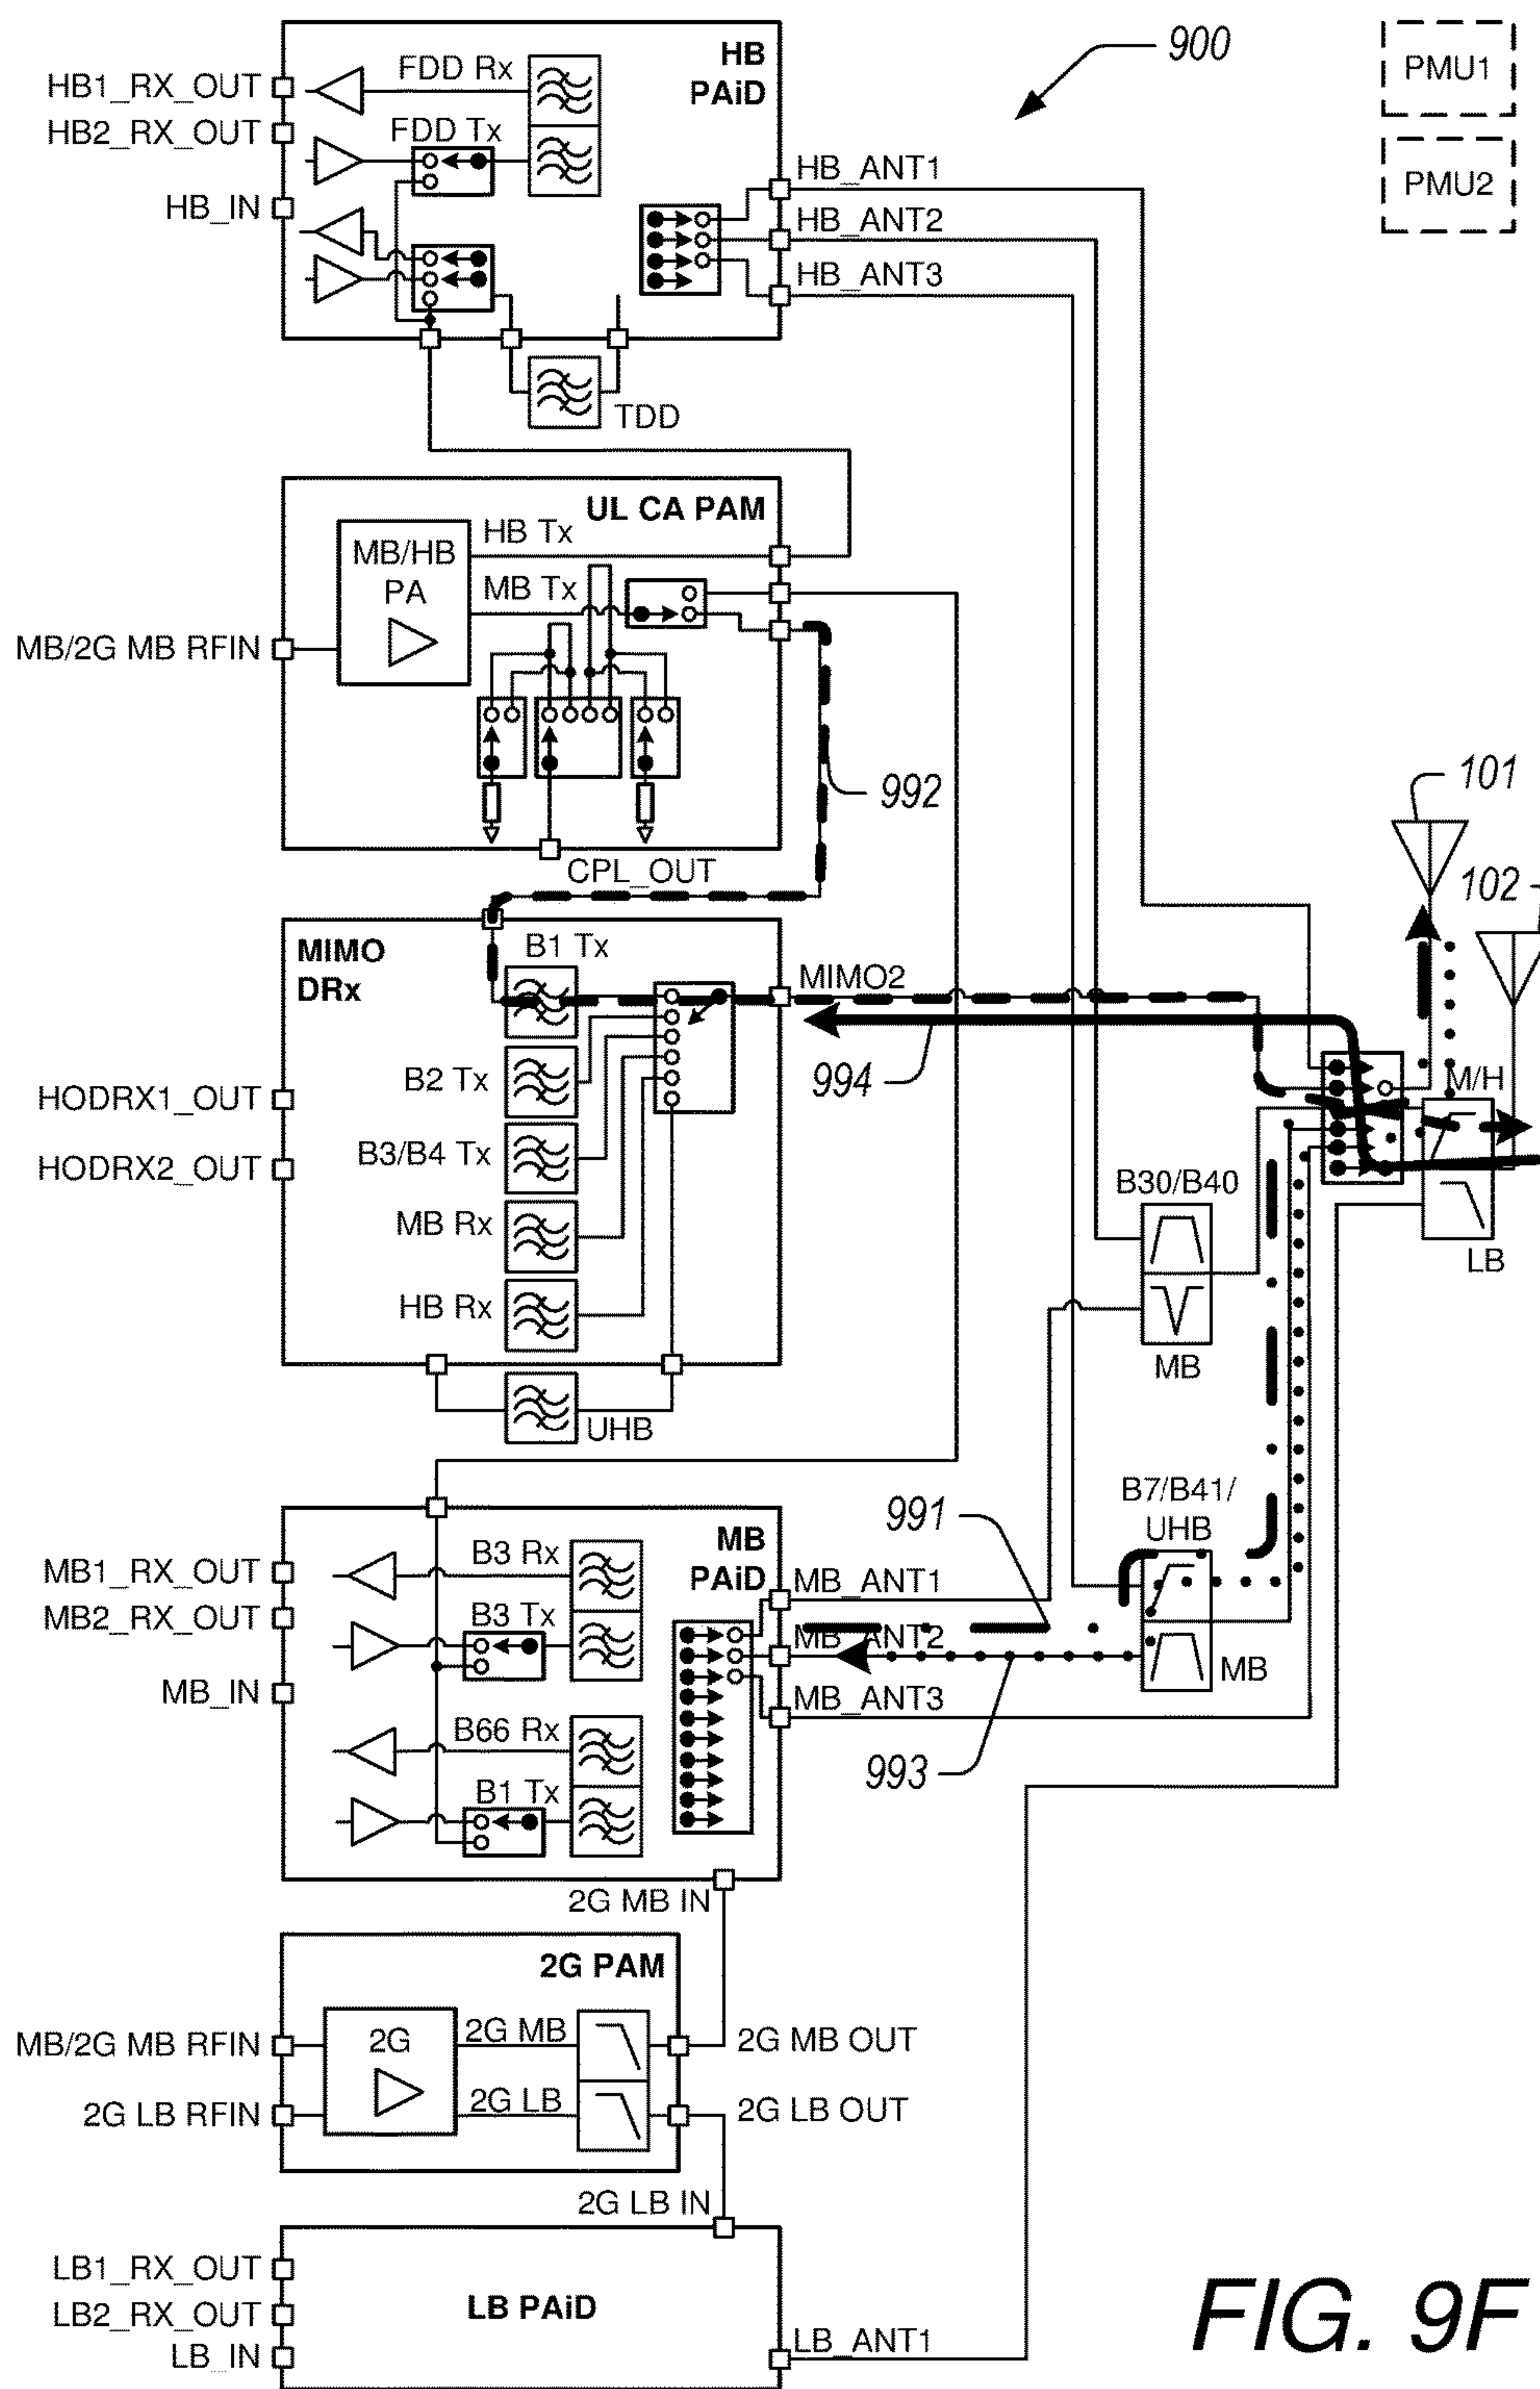 HB
PAiD
900
PMU1
PMU2
HB1_RX_OUT
HB2_RX_OUT
HB_IN
FDD Rx
FDD Tx
HB_ANT1
HB_ANT2
HB_ANT3
TDD
UL CA PAM
MB/HB
PA
HB Tx
MB Tx
MB/2G MB RFIN
992
CPL_OUT
101
102
MIMO
DRx
B1 Tx
MIMO2
994
B2 Tx
HODRX1_OUT
B3/B4 Tx
HODRX2_OUT
MB Rx
HB Rx
UHB
M/H
LB
B30/B40
MB
B7/B41/
UHB
MB
991
993
MB
PAiD
MB1_RX_OUT
MB2_RX_OUT
MB_IN
B3 Rx
B3 Tx
B66 Rx
B1 Tx
MB_ANT1
MB_ANT2
MB_ANT3
2G MB IN
2G PAM
MB/2G MB RFIN
2G LB RFIN
2G
2G MB
2G LB
2G MB OUT
2G LB OUT
2G LB IN
LB1_RX_OUT
LB2_RX_OUT
LB_IN
LB PAiD
LB_ANT1
FIG. 9F